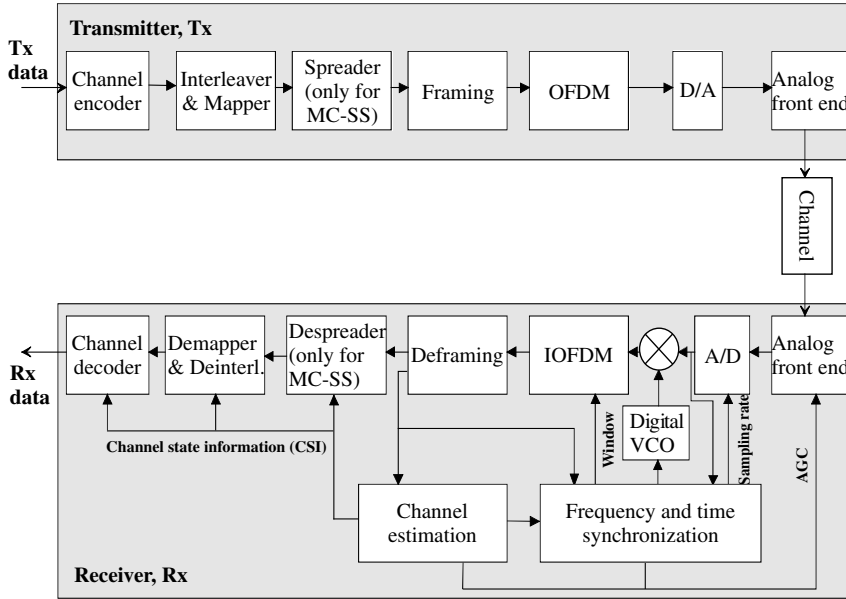 Transmitter, Tx
Tx
data
Channel
encoder
Interleaver
& Mapper
Spreader
(only for
MC-SS)
Framing
OFDM
D/A
Analog
front end
Channel
Channel
decoder
Demapper
& Deinterl.
Despreader
(only for
MC-SS)
Deframing
IOFDM
A/D
Analog
front end
Rx
data
Channel state information (CSI)
Window
Digital
VCO
Sampling rate
AGC
Channel
estimation
Frequency and time
synchronization
Receiver, Rx